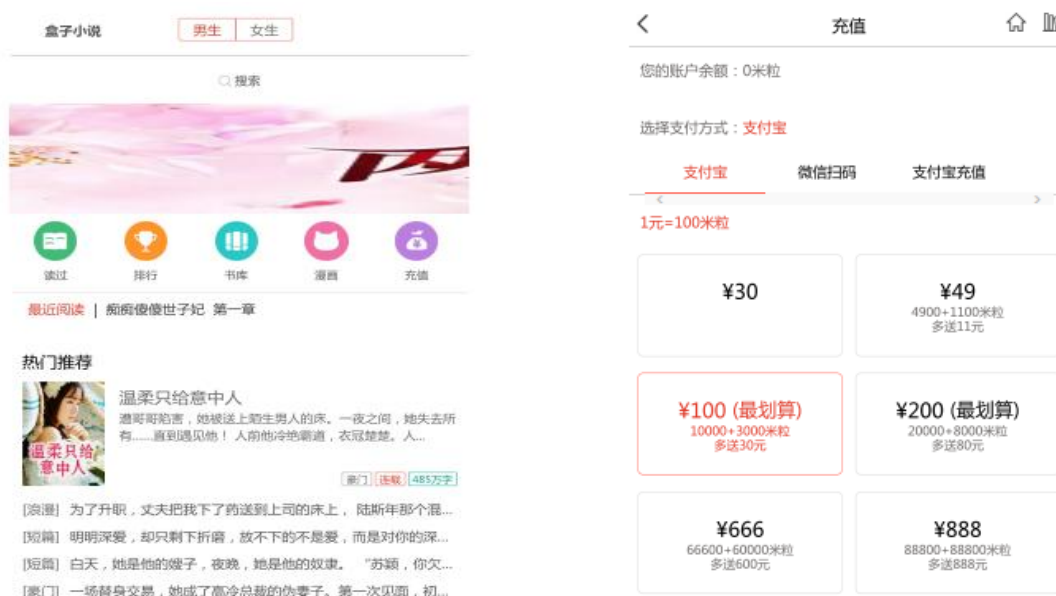 盒子小说
男生 女生
搜索
读过 排行 书库 漫画 充值
最近阅读 | 痴痴傻傻世子妃 第一章
热门推荐
温柔只给意中人
遭哥哥陷害，她被送上陌生男人的床。一夜之间，她失去所
有……直到遇见他！ 人前他冷绝霸道，衣冠楚楚。人...
温柔只给
意中人
豪门 连载 485万字
[浪漫] 为了升职，丈夫把我下了药送到上司的床上， 陆斯年那个混...
[短篇] 明明深爱，却只剩下折磨，放不下的不是爱，而是对你的深...
[短篇] 白天，她是他的嫂子，夜晚，她是他的奴隶。 “苏颖，你欠...
[豪门] 一场替身交易，她成了高冷总裁的伪妻子。第一次见面，初...
充值
您的账户余额：0米粒
选择支付方式：支付宝
支付宝 微信扫码 支付宝充值
1元=100米粒
¥30
¥49
4900+1100米粒
多送11元
¥100 (最划算)
10000+3000米粒
多送30元
¥200 (最划算)
20000+8000米粒
多送80元
¥666
66600+60000米粒
多送600元
¥888
88800+88800米粒
多送888元